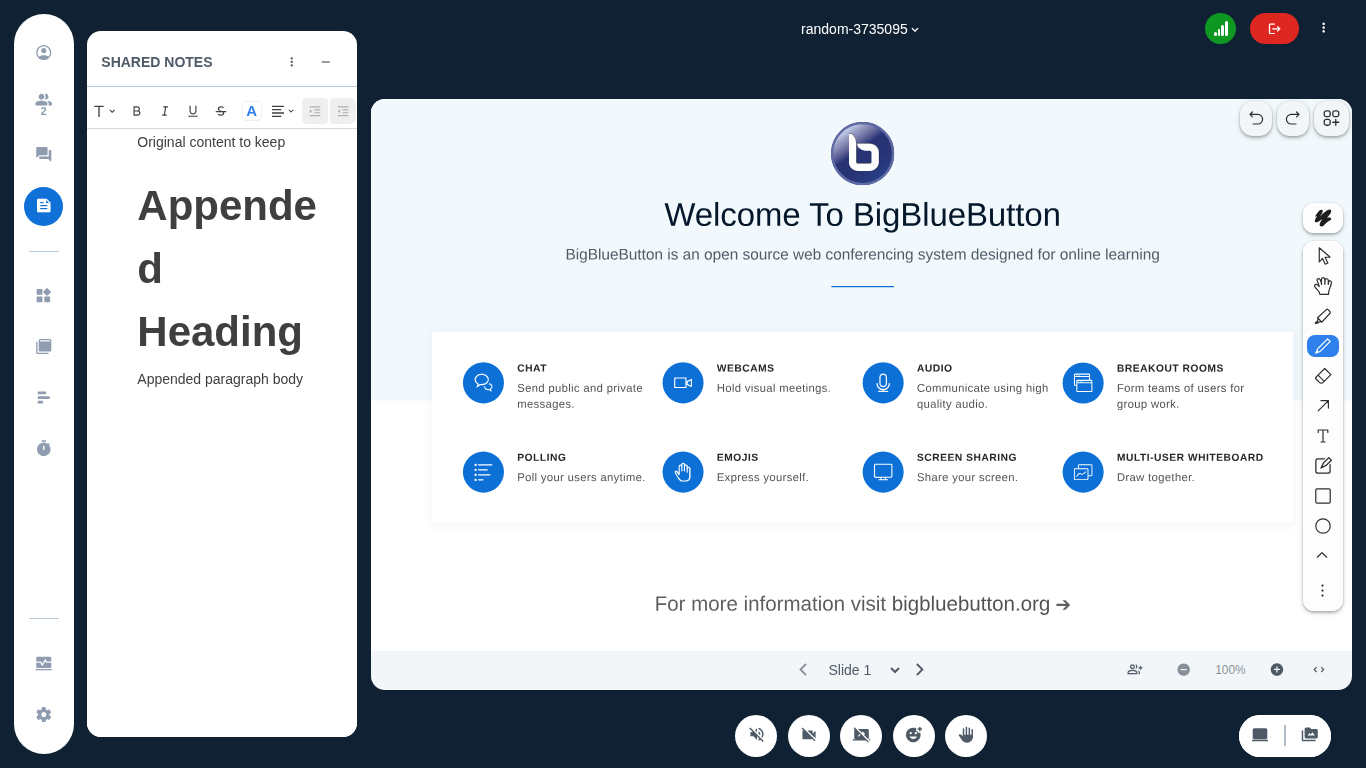 random-3735095
2
SHARED NOTES
Original content to keep
Appende
d
Heading
Appended paragraph body
Welcome To BigBlueButton
BigBlueButton is an open source web conferencing system designed for online learning
CHAT
Send public and private
messages.
WEBCAMS
Hold visual meetings.
AUDIO
Communicate using high
quality audio.
BREAKOUT ROOMS
Form teams of users for
group work.
POLLING
Poll your users anytime.
EMOJIS
Express yourself.
SCREEN SHARING
Share your screen.
MULTI-USER WHITEBOARD
Draw together.
For more information visit bigbluebutton.org ➔
Slide 1
100%